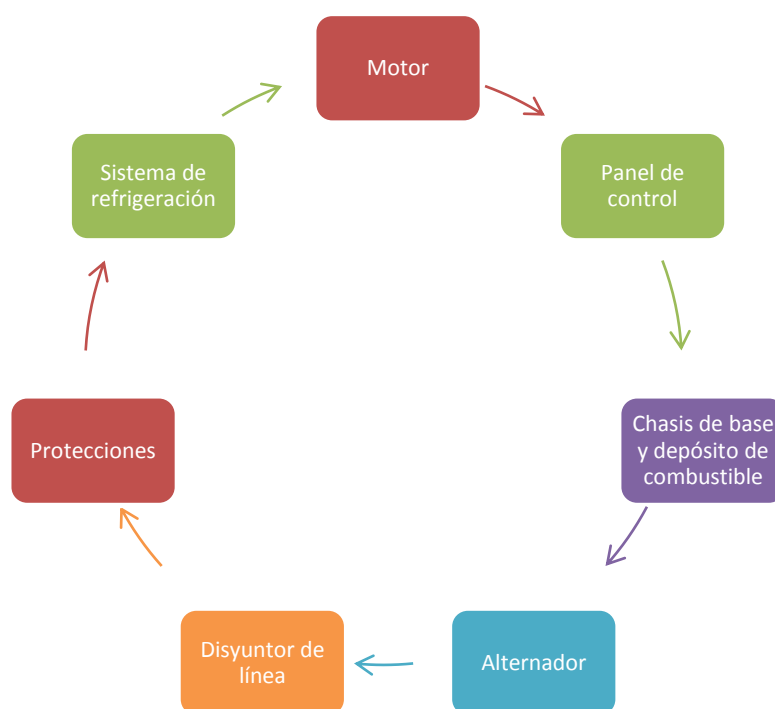 Motor
Panel de
control
Chasis de base
y depósito de
combustible
Alternador
Disyuntor de
línea
Protecciones
Sistema de
refrigeración